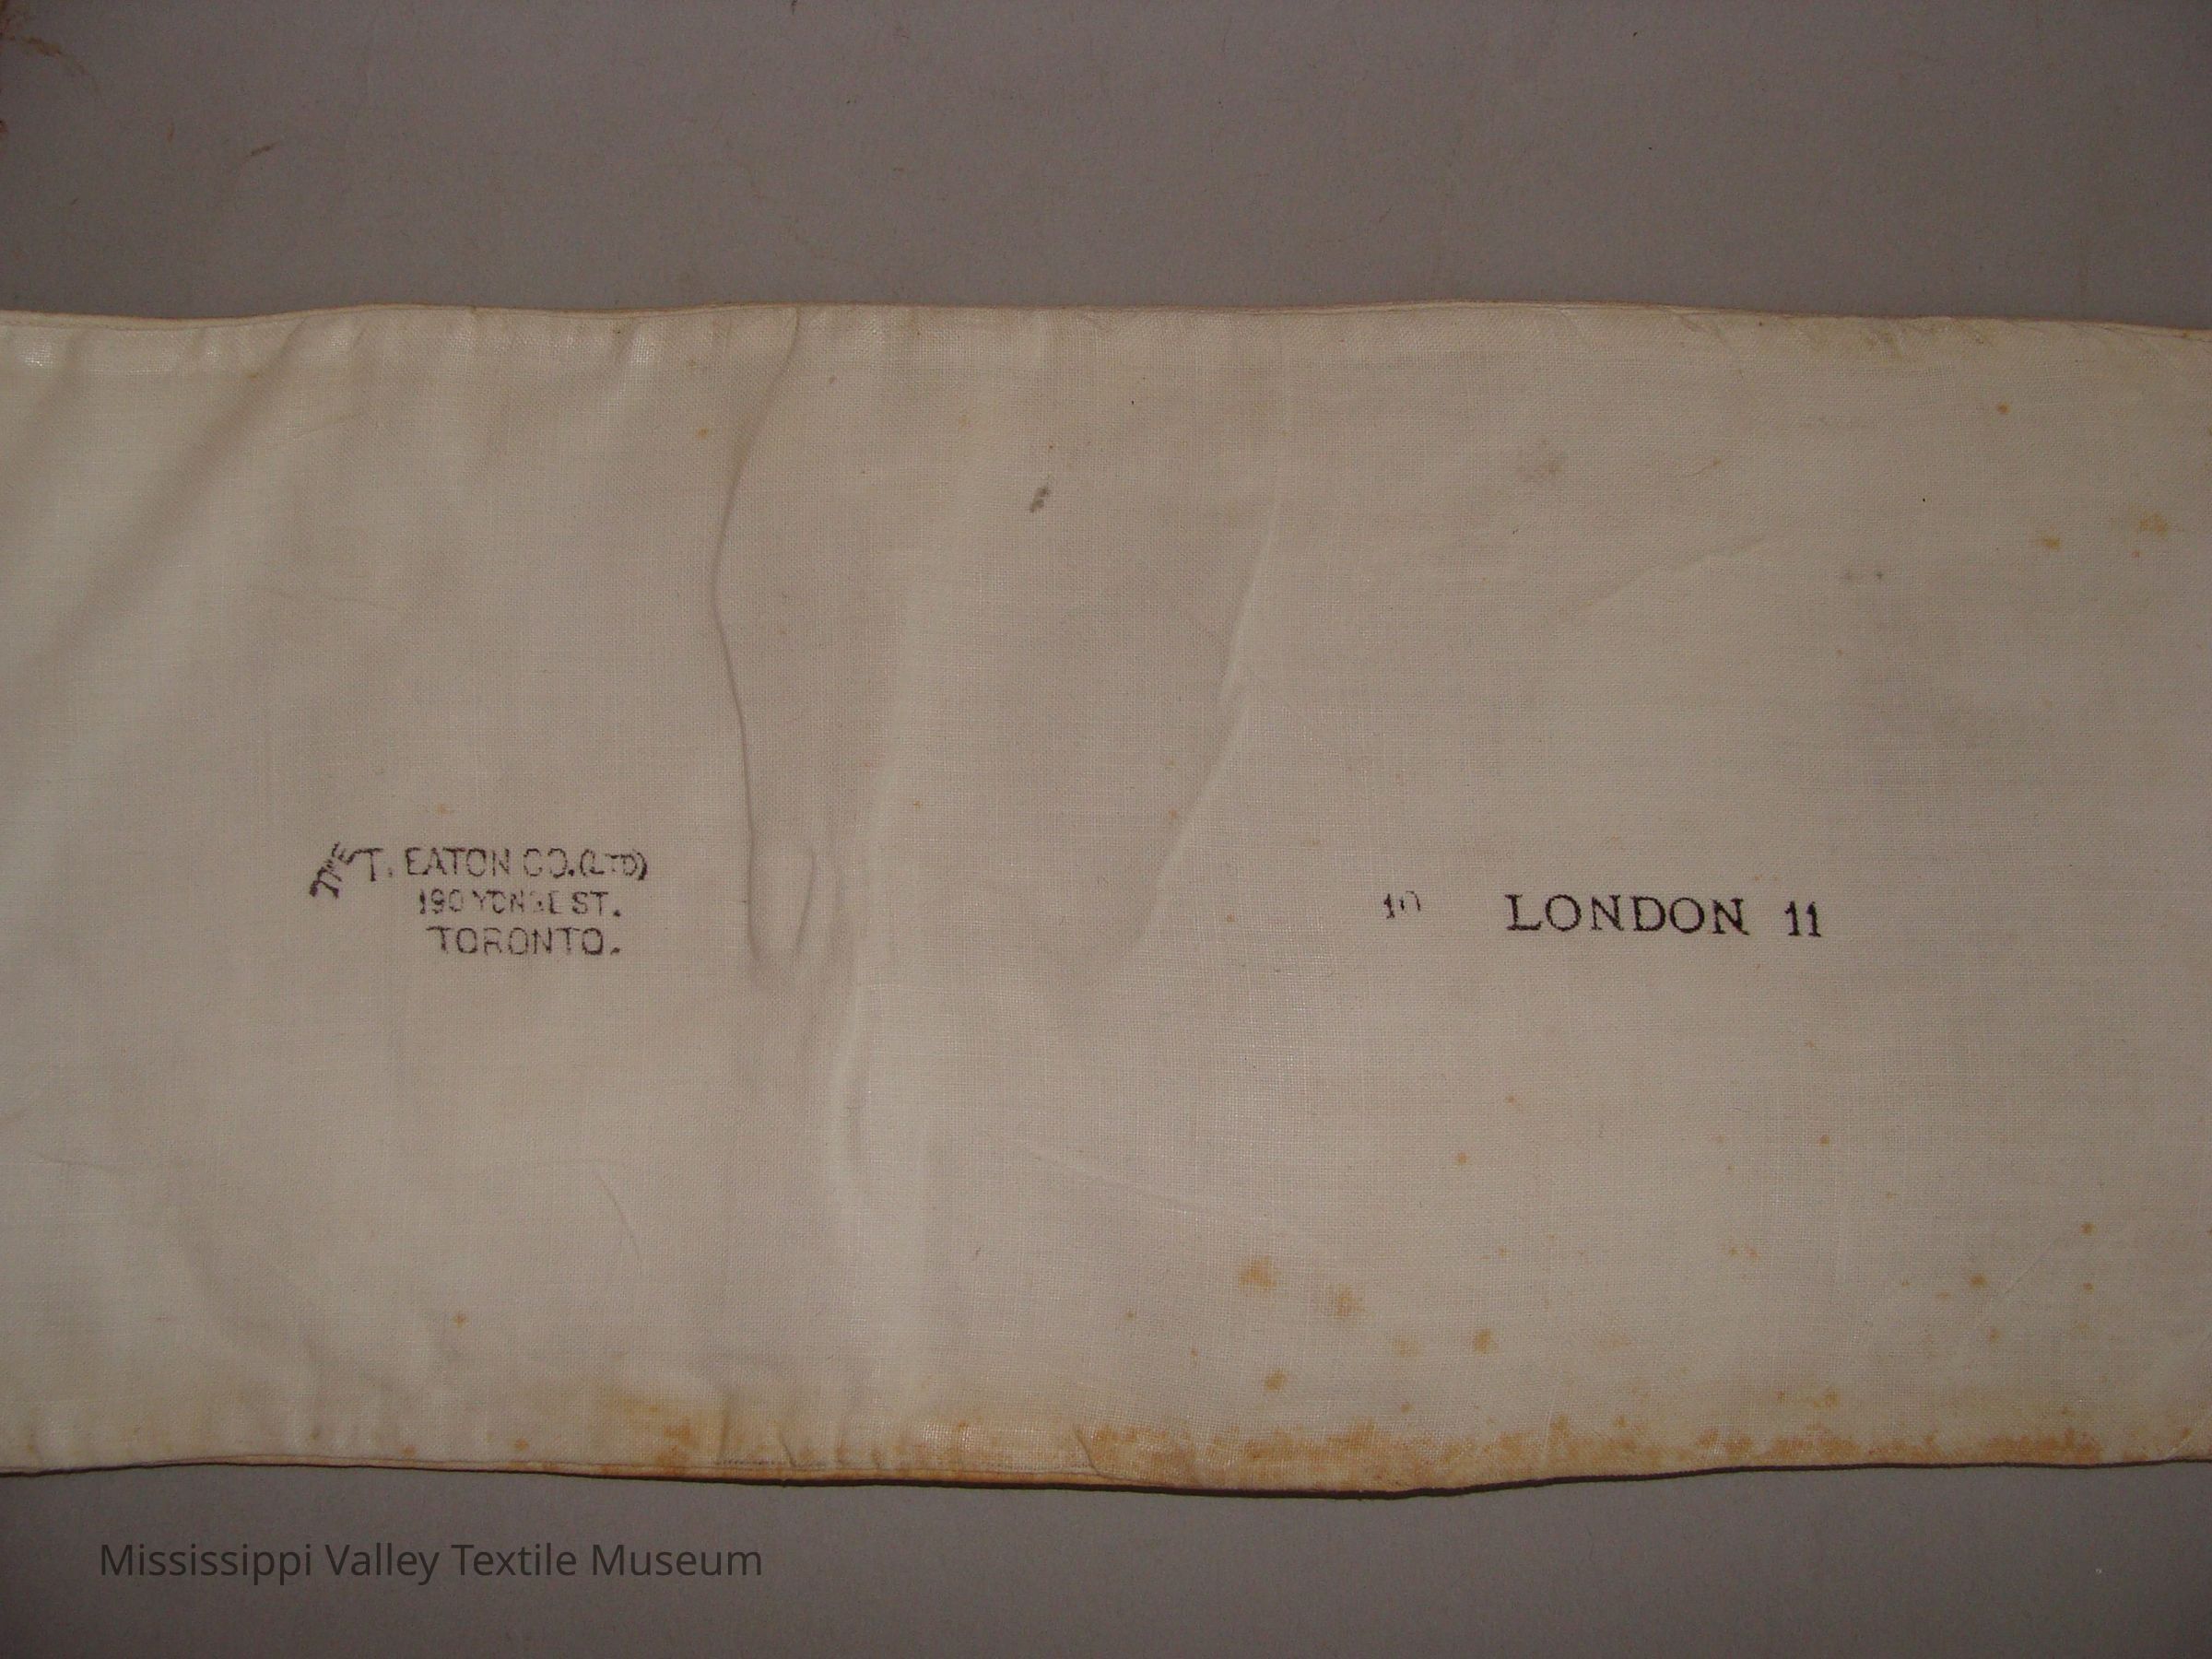 THE T. EATON CO. (LTD)
190 YONGE ST.
TORONTO.
10 LONDON 11
Mississippi Valley Textile Museum